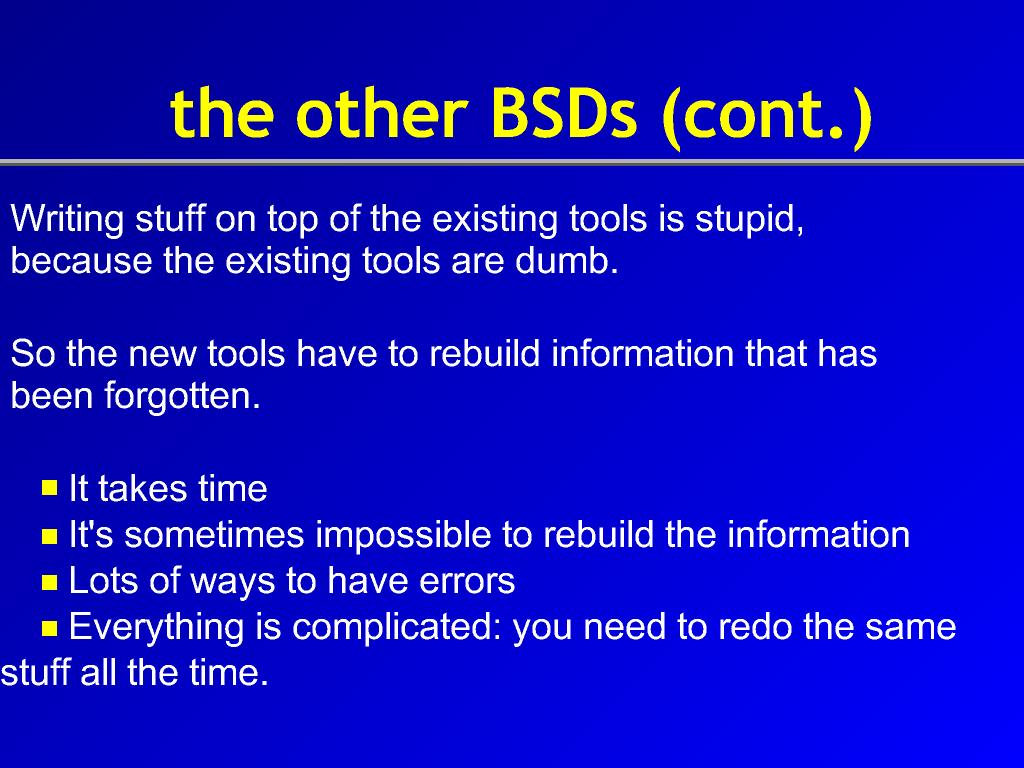 the other BSDs (cont.)
Writing stuff on top of the existing tools is stupid,
because the existing tools are dumb.
So the new tools have to rebuild information that has
been forgotten.
It takes time
It's sometimes impossible to rebuild the information
Lots of ways to have errors
Everything is complicated: you need to redo the same
stuff all the time.